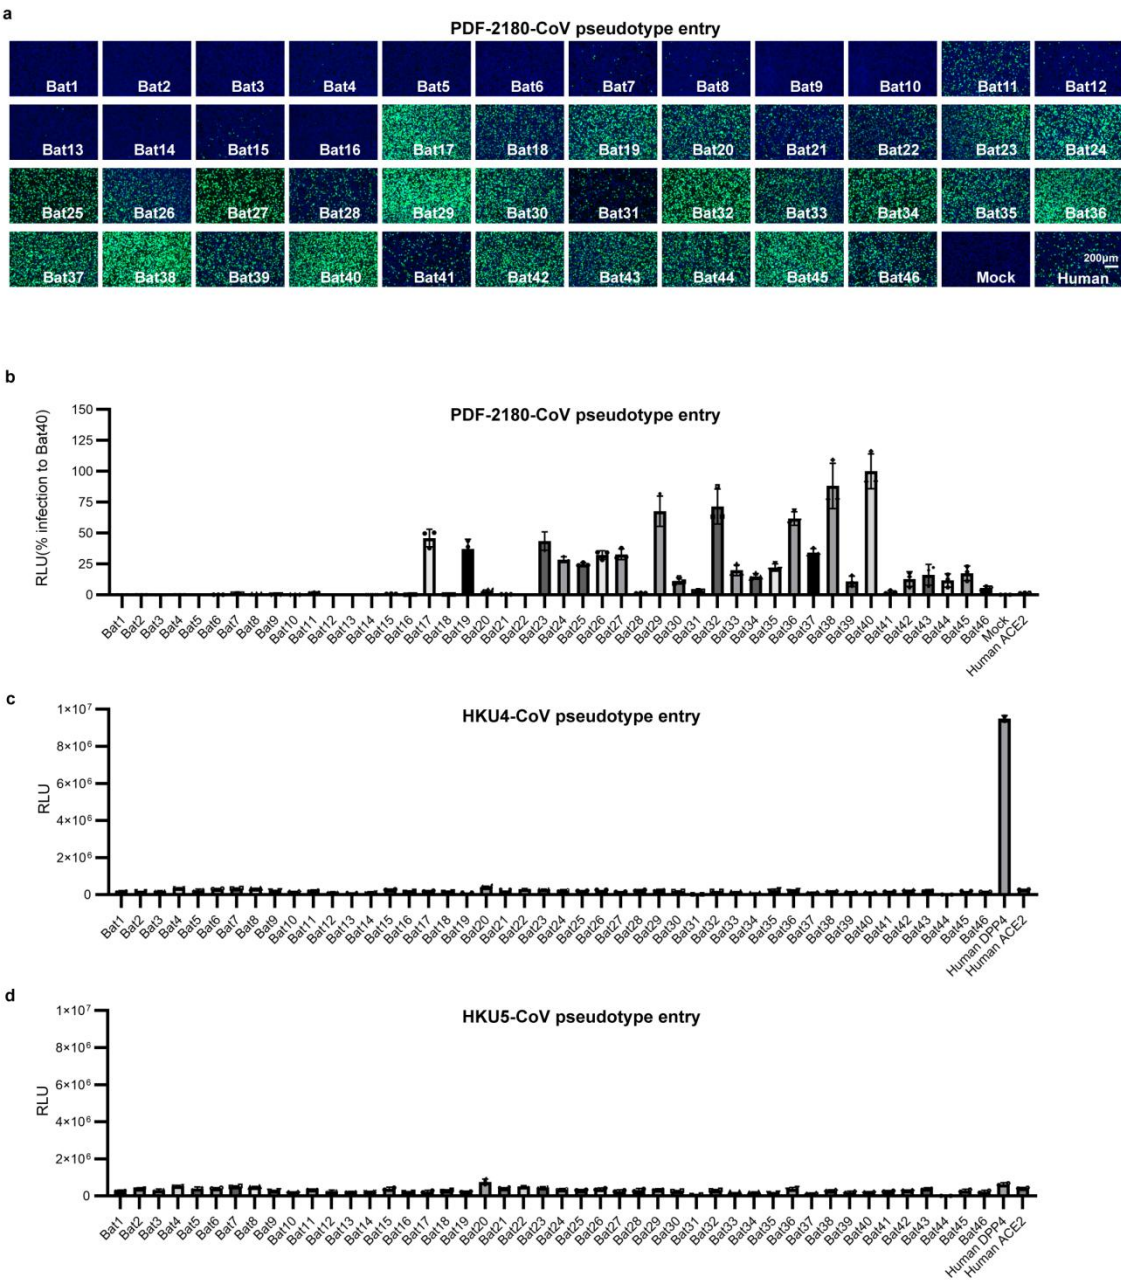 a
PDF-2180-CoV pseudotype entry
Bat1 Bat2 Bat3 Bat4 Bat5 Bat6 Bat7 Bat8 Bat9 Bat10 Bat11 Bat12
Bat13 Bat14 Bat15 Bat16 Bat17 Bat18 Bat19 Bat20 Bat21 Bat22 Bat23 Bat24
Bat25 Bat26 Bat27 Bat28 Bat29 Bat30 Bat31 Bat32 Bat33 Bat34 Bat35 Bat36
200μm
Bat37 Bat38 Bat39 Bat40 Bat41 Bat42 Bat43 Bat44 Bat45 Bat46 Mock Human
b
PDF-2180-CoV pseudotype entry
RLU(% infection to Bat40)
150
125
100
75
50
25
0
Bat1 Bat2 Bat3 Bat4 Bat5 Bat6 Bat7 Bat8 Bat9 Bat10 Bat11 Bat12 Bat13 Bat14 Bat15 Bat16 Bat17 Bat18 Bat19 Bat20 Bat21 Bat22 Bat23 Bat24 Bat25 Bat26 Bat27 Bat28 Bat29 Bat30 Bat31 Bat32 Bat33 Bat34 Bat35 Bat36 Bat37 Bat38 Bat39 Bat40 Bat41 Bat42 Bat43 Bat44 Bat45 Bat46 Mock Human ACE2
c
HKU4-CoV pseudotype entry
RLU
1×10⁷
8×10⁶
6×10⁶
4×10⁶
2×10⁶
0
Bat1 Bat2 Bat3 Bat4 Bat5 Bat6 Bat7 Bat8 Bat9 Bat10 Bat11 Bat12 Bat13 Bat14 Bat15 Bat16 Bat17 Bat18 Bat19 Bat20 Bat21 Bat22 Bat23 Bat24 Bat25 Bat26 Bat27 Bat28 Bat29 Bat30 Bat31 Bat32 Bat33 Bat34 Bat35 Bat36 Bat37 Bat38 Bat39 Bat40 Bat41 Bat42 Bat43 Bat44 Bat45 Bat46 Human DPP4 Human ACE2
d
HKU5-CoV pseudotype entry
RLU
1×10⁷
8×10⁶
6×10⁶
4×10⁶
2×10⁶
0
Bat1 Bat2 Bat3 Bat4 Bat5 Bat6 Bat7 Bat8 Bat9 Bat10 Bat11 Bat12 Bat13 Bat14 Bat15 Bat16 Bat17 Bat18 Bat19 Bat20 Bat21 Bat22 Bat23 Bat24 Bat25 Bat26 Bat27 Bat28 Bat29 Bat30 Bat31 Bat32 Bat33 Bat34 Bat35 Bat36 Bat37 Bat38 Bat39 Bat40 Bat41 Bat42 Bat43 Bat44 Bat45 Bat46 Human DPP4 Human ACE2